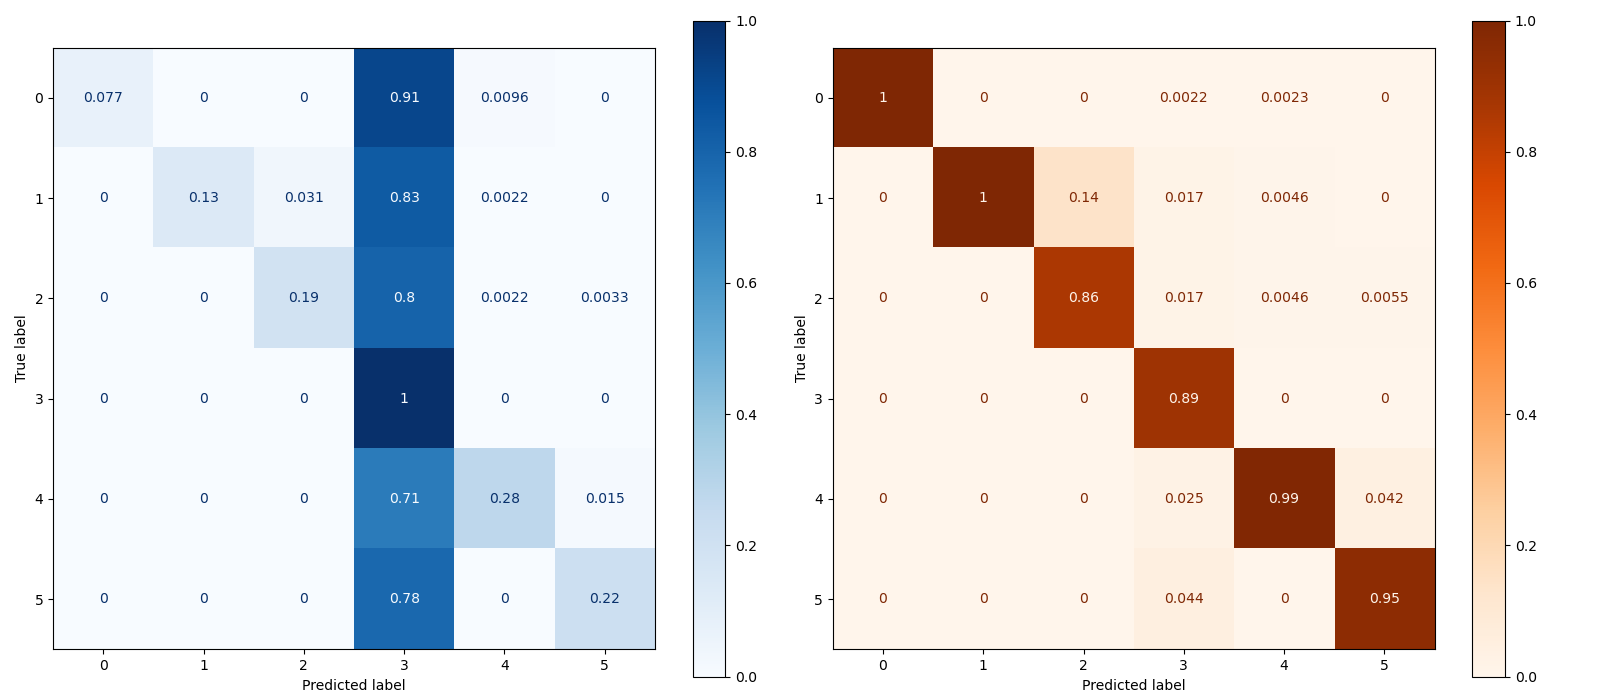 1.0
0.8
0.6
0.4
0.2
0.0
True label
0 0.077 0 0 0.91 0.0096 0
1 0 0.13 0.031 0.83 0.0022 0
2 0 0 0.19 0.8 0.0022 0.0033
3 0 0 0 1 0 0
4 0 0 0 0.71 0.28 0.015
5 0 0 0 0.78 0 0.22
0 1 2 3 4 5
Predicted label
1.0
0.8
0.6
0.4
0.2
0.0
True label
0 1 0 0 0.0022 0.0023 0
1 0 1 0.14 0.017 0.0046 0
2 0 0 0.86 0.017 0.0046 0.0055
3 0 0 0 0.89 0 0
4 0 0 0 0.025 0.99 0.042
5 0 0 0 0.044 0 0.95
0 1 2 3 4 5
Predicted label